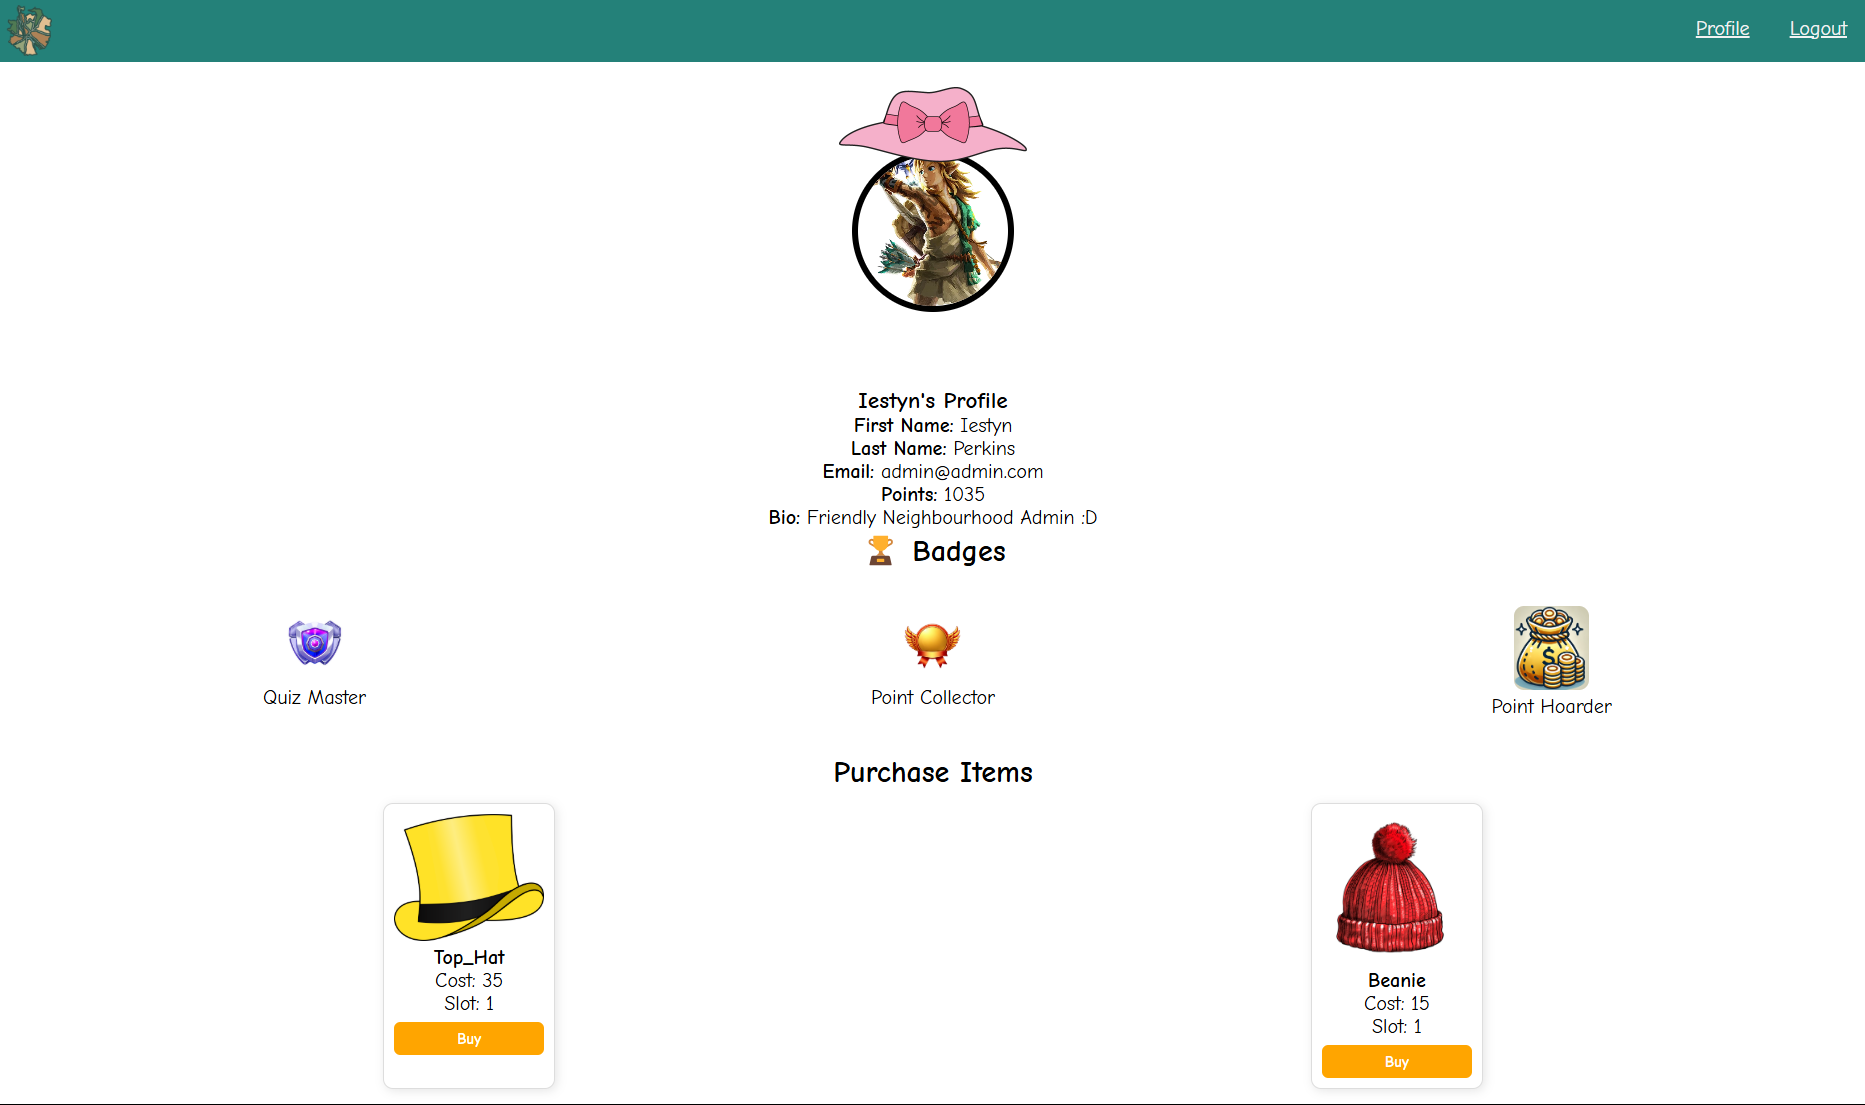 Profile Logout
Iestyn's Profile
First Name: Iestyn
Last Name: Perkins
Email: admin@admin.com
Points: 1035
Bio: Friendly Neighbourhood Admin :D
🏆 Badges
Quiz Master
Point Collector
$
Point Hoarder
Purchase Items
Top_Hat
Cost: 35
Slot: 1
Buy
Beanie
Cost: 15
Slot: 1
Buy